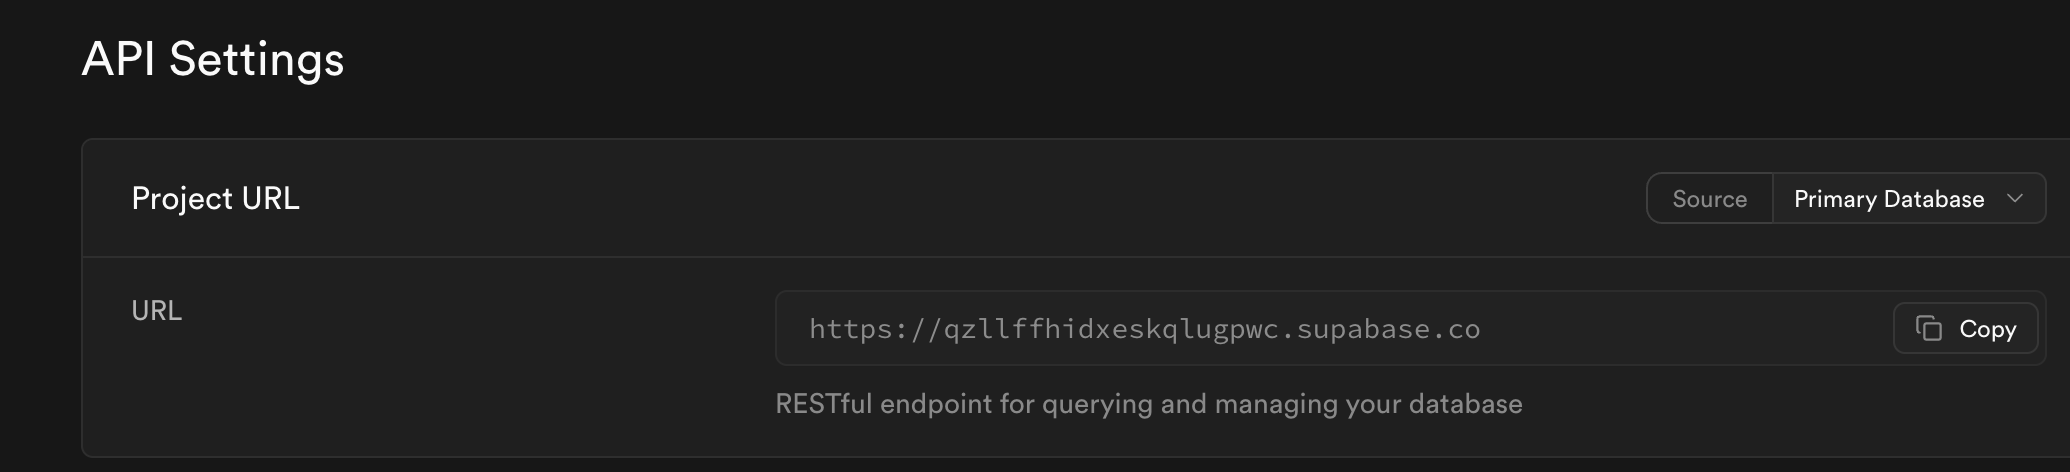 API Settings
Project URL
Source
Primary Database
URL
https://qzllffhidxeskqlugpwc.supabase.co
Copy
RESTful endpoint for querying and managing your database